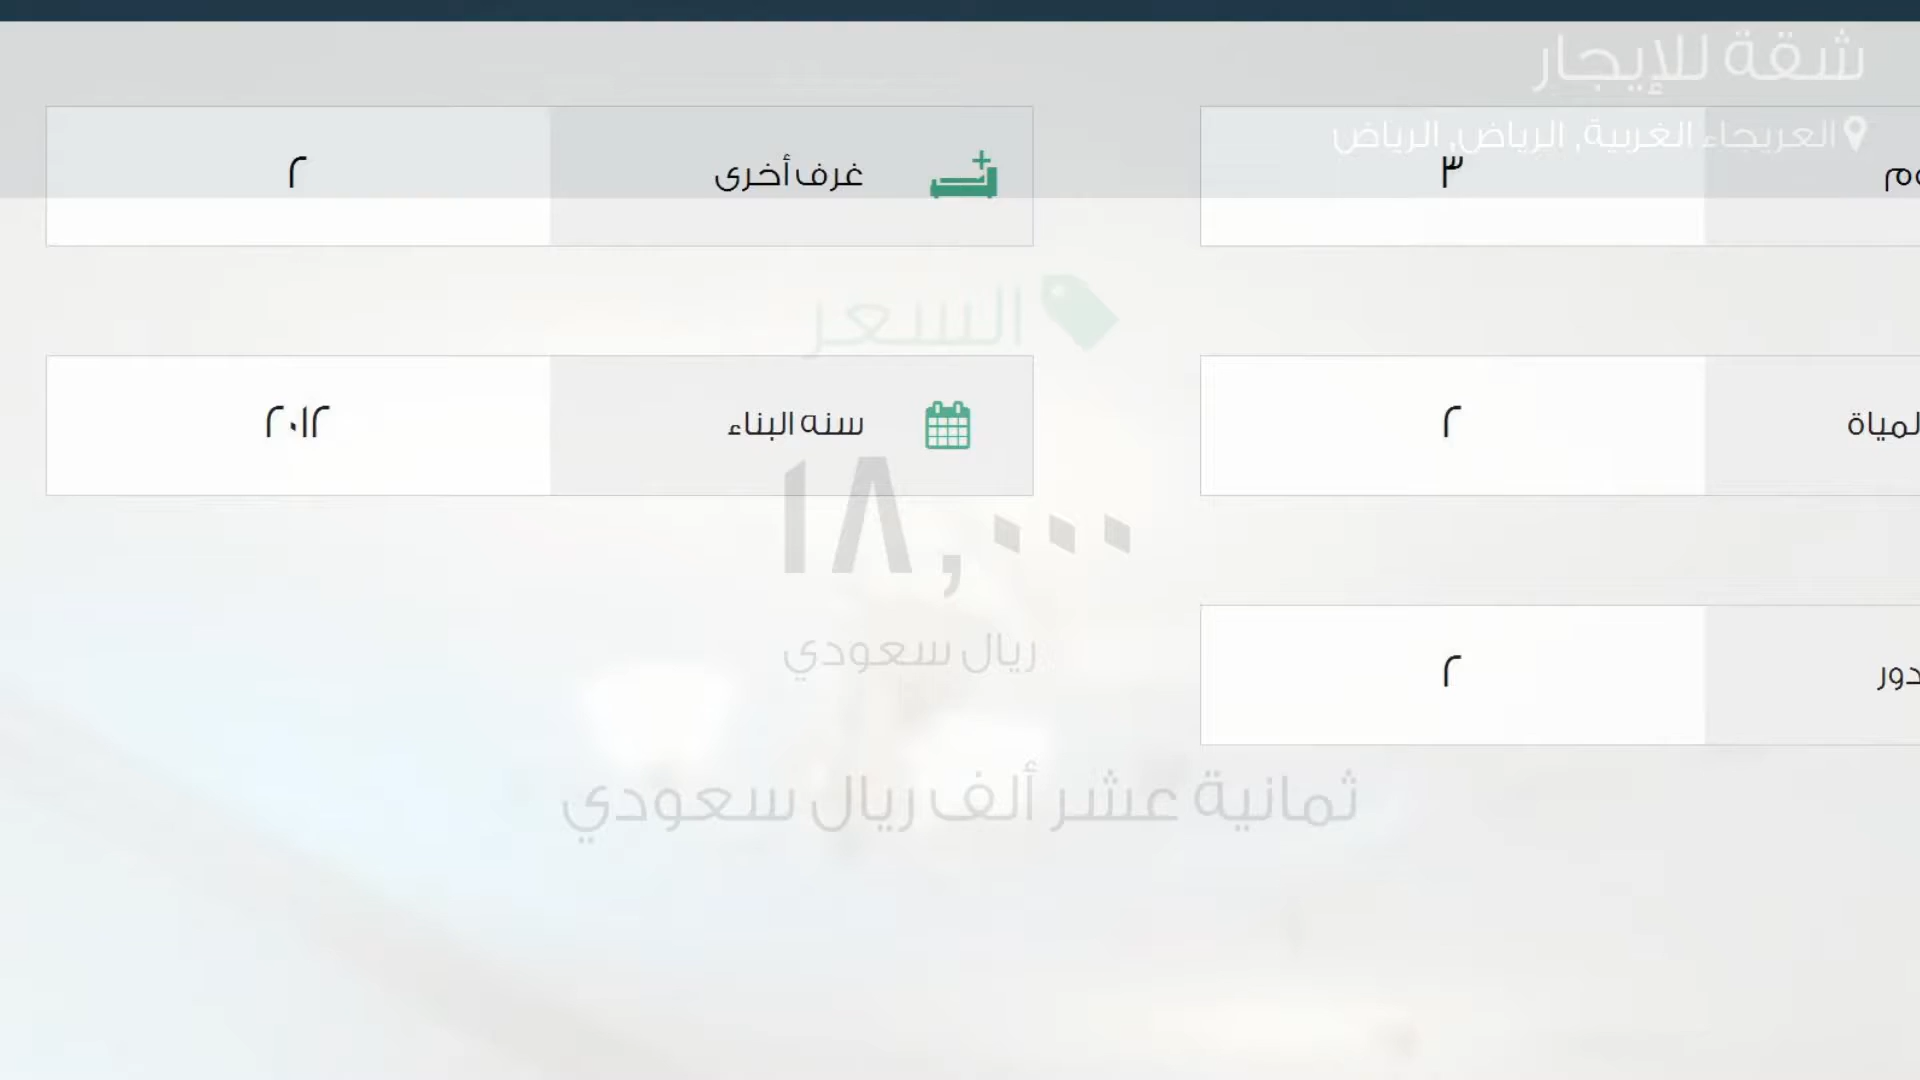 شقة للإيجار
العريجاء الغربية, الرياض, الرياض
٣
غرف أخرى
٢
السعر
٢
سنه البناء
٢٠١٢
١٨,٠٠٠
ريال سعودي
دور
٢
ثمانية عشر ألف ريال سعودي